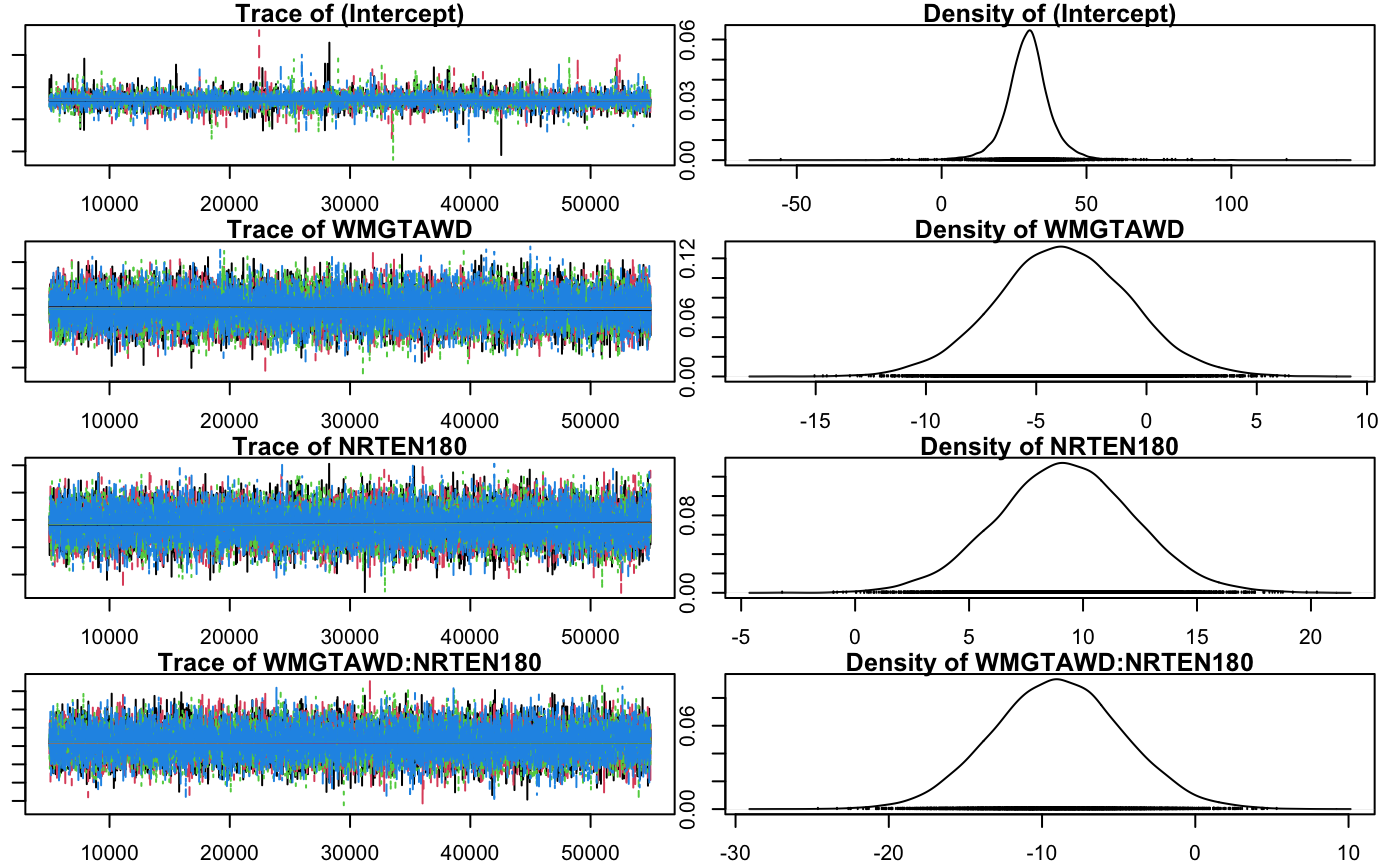 Trace of (Intercept) Density of (Intercept)
0.00 0.03 0.06
10000 20000 30000 40000 50000 -50 0 50 100
Trace of WMGTAWD Density of WMGTAWD
0.00 0.06 0.12
10000 20000 30000 40000 50000 -15 -10 -5 0 5 10
Trace of NRTEN180 Density of NRTEN180
0.00 0.08
10000 20000 30000 40000 50000 -5 0 5 10 15 20
Trace of WMGTAWD:NRTEN180 Density of WMGTAWD:NRTEN180
0.00 0.06
10000 20000 30000 40000 50000 -30 -20 -10 0 10